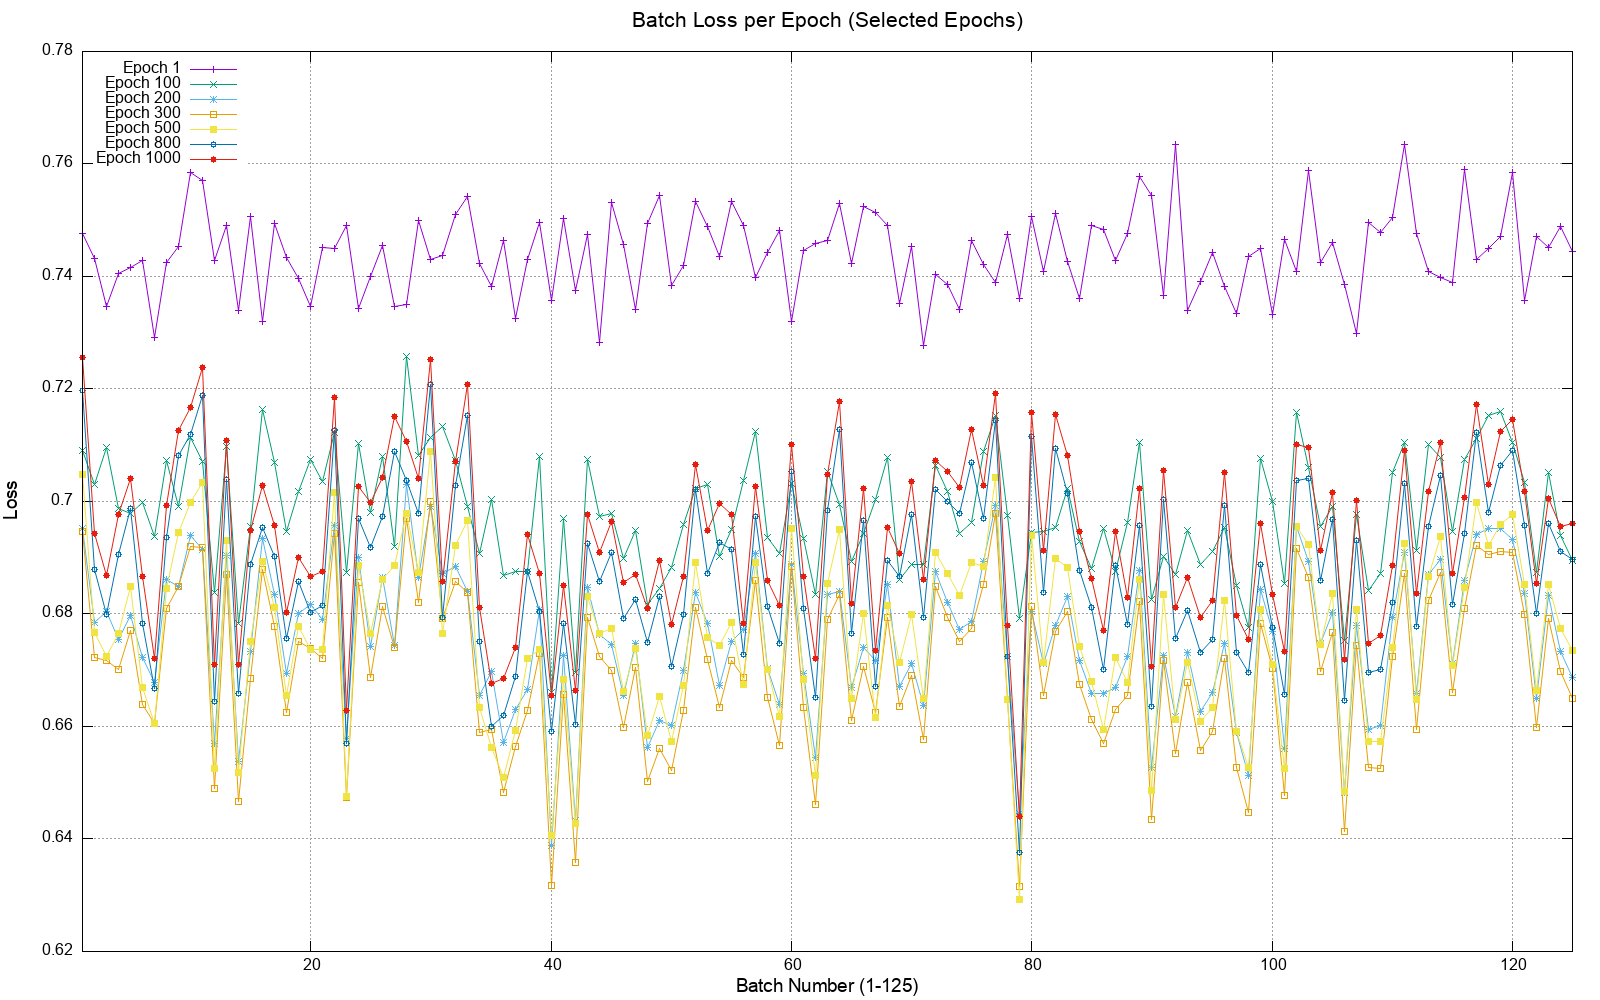 Batch Loss per Epoch (Selected Epochs)
0.78
0.76
0.74
0.72
0.7
0.68
0.66
0.64
0.62
Loss
Epoch 1
Epoch 100
Epoch 200
Epoch 300
Epoch 500
Epoch 800
Epoch 1000
20
40
60
80
100
120
Batch Number (1-125)